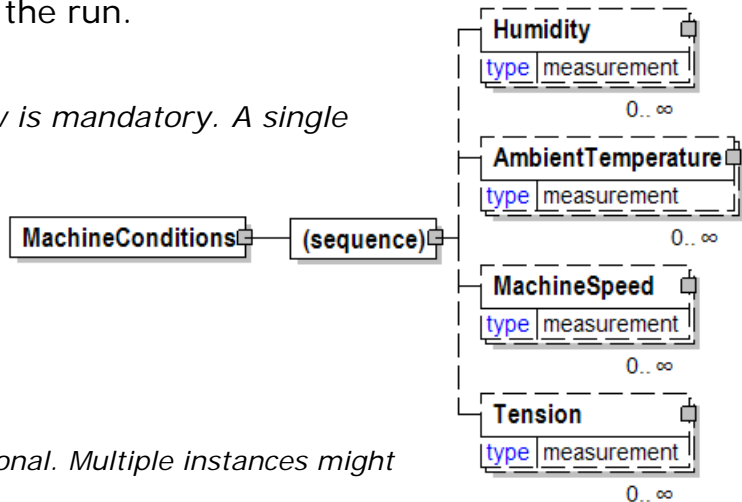 the run.
Humidity
type measurement
0.. ∞
is mandatory. A single
AmbientTemperature
type measurement
0.. ∞
MachineConditions
(sequence)
MachineSpeed
type measurement
0.. ∞
Tension
type measurement
0.. ∞
Multiple instances might